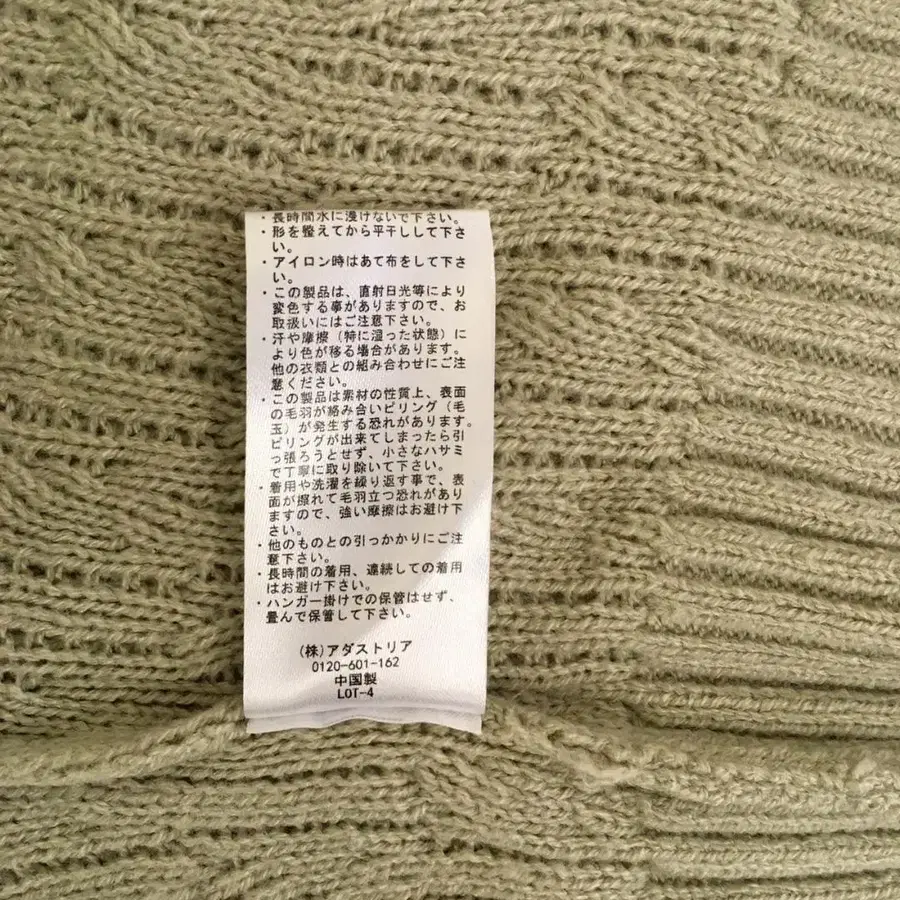 ・長時間水に浸けないで下さい。
・形を整えてから平干しして下さ
い。
・アイロン時はあて布をして下さ
い。
・この製品は、直射日光等により
変色する事がありますので、お
取扱いにはご注意下さい。
・汗や摩擦（特に湿った状態）に
より色が移る場合があります。
他の衣類との組み合わせにご注
意ください。
・この製品は素材の性質上、表面
の毛羽が絡み合いピリング（毛
玉）が発生する恐れがあります。
ピリングが出来てしまったら引
っ張ろうとせず、小さなハサミ
で丁寧に取り除いて下さい。
・着用や洗濯を繰り返す事で、表
面が擦れて毛羽立つ恐れがあり
ますので、強い摩擦はお避け下
さい。
・他のものとの引っかかりにご注
意下さい。
・長時間の着用、連続しての着用
はお避け下さい。
・ハンガー掛けでの保管はせず、
畳んで保管して下さい。
(株)アダストリア
0120-601-162
中国製
LOT-4